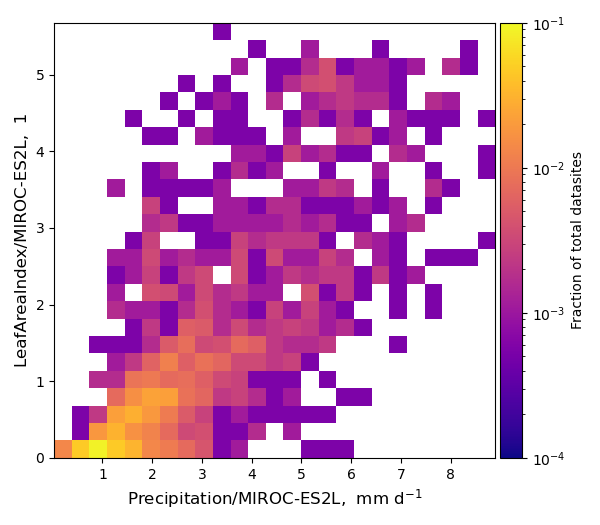 10⁻¹
5
4
10⁻²
3
2
10⁻³
1
0
10⁻⁴
1 2 3 4 5 6 7 8
LeafAreaIndex/MIROC-ES2L, 1
Fraction of total datasites
Precipitation/MIROC-ES2L, mm d⁻¹